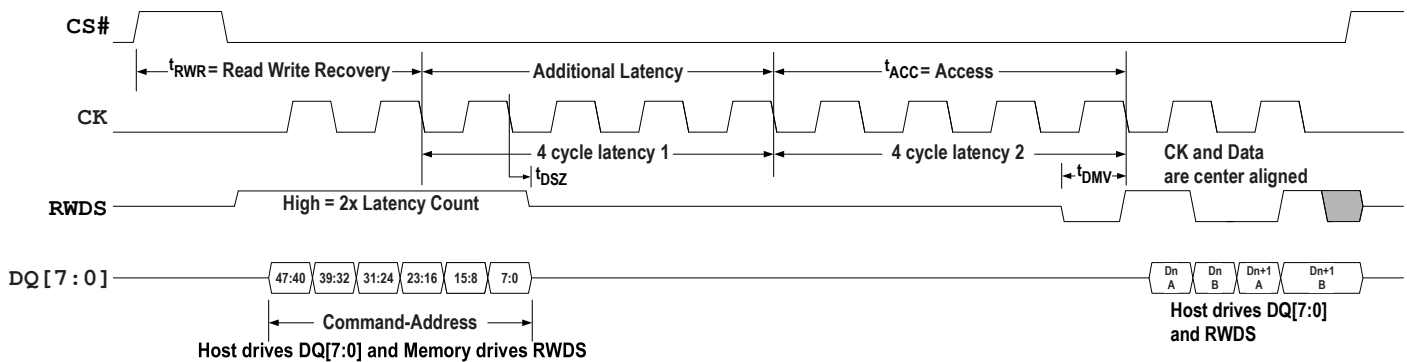 CS#
tRWR = Read Write Recovery
Additional Latency
tACC = Access
CK
4 cycle latency 1
4 cycle latency 2
CK and Data
are center aligned
tDSZ
tDMV
High = 2x Latency Count
RWDS
DQ[7:0]
47:40 39:32 31:24 23:16 15:8 7:0
Dn
A
Dn
B
Dn+1
A
Dn+1
B
Command-Address
Host drives DQ[7:0] and Memory drives RWDS
Host drives DQ[7:0]
and RWDS